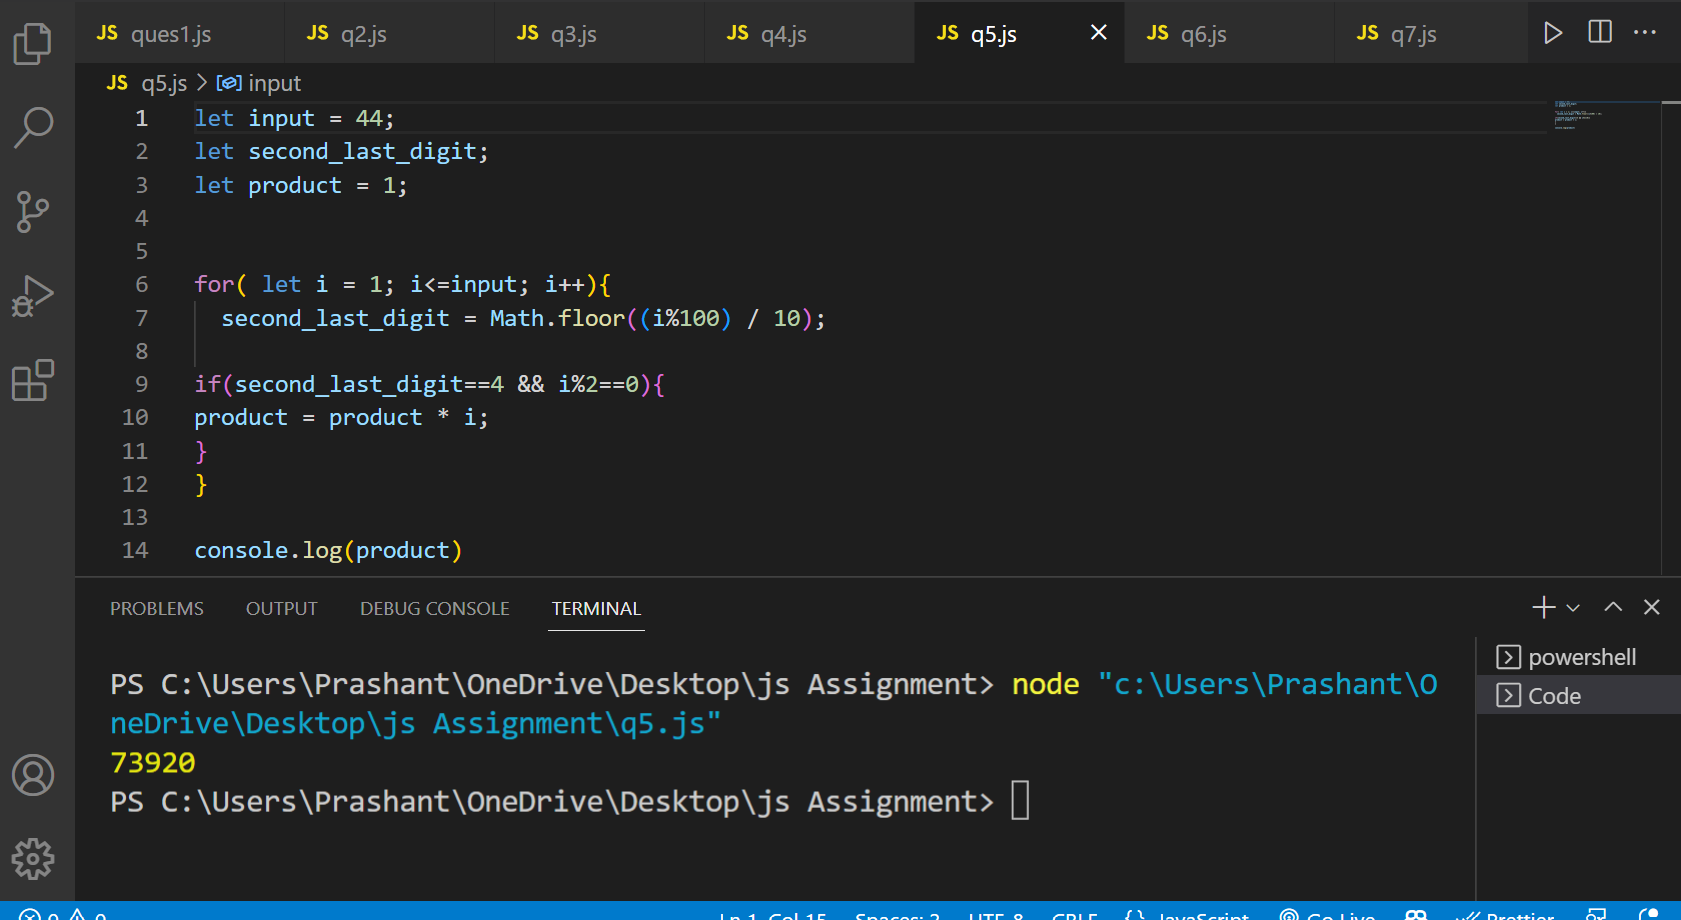 JS ques1.js JS q2.js JS q3.js JS q4.js JS q5.js JS q6.js JS q7.js
JS q5.js > input
1 let input = 44;
2 let second_last_digit;
3 let product = 1;
4
5
6 for( let i = 1; i<=input; i++){
7 second_last_digit = Math.floor((i%100) / 10);
8
9 if(second_last_digit==4 && i%2==0){
10 product = product * i;
11 }
12 }
13
14 console.log(product)
PROBLEMS OUTPUT DEBUG CONSOLE TERMINAL
PS C:\Users\Prashant\OneDrive\Desktop\js Assignment> node "c:\Users\Prashant\O
neDrive\Desktop\js Assignment\q5.js"
73920
PS C:\Users\Prashant\OneDrive\Desktop\js Assignment>
powershell
Code
0 0 Ln 1, Col 15 Spaces: 2 UTF-8 CRLF {} JavaScript Go Live Prettier